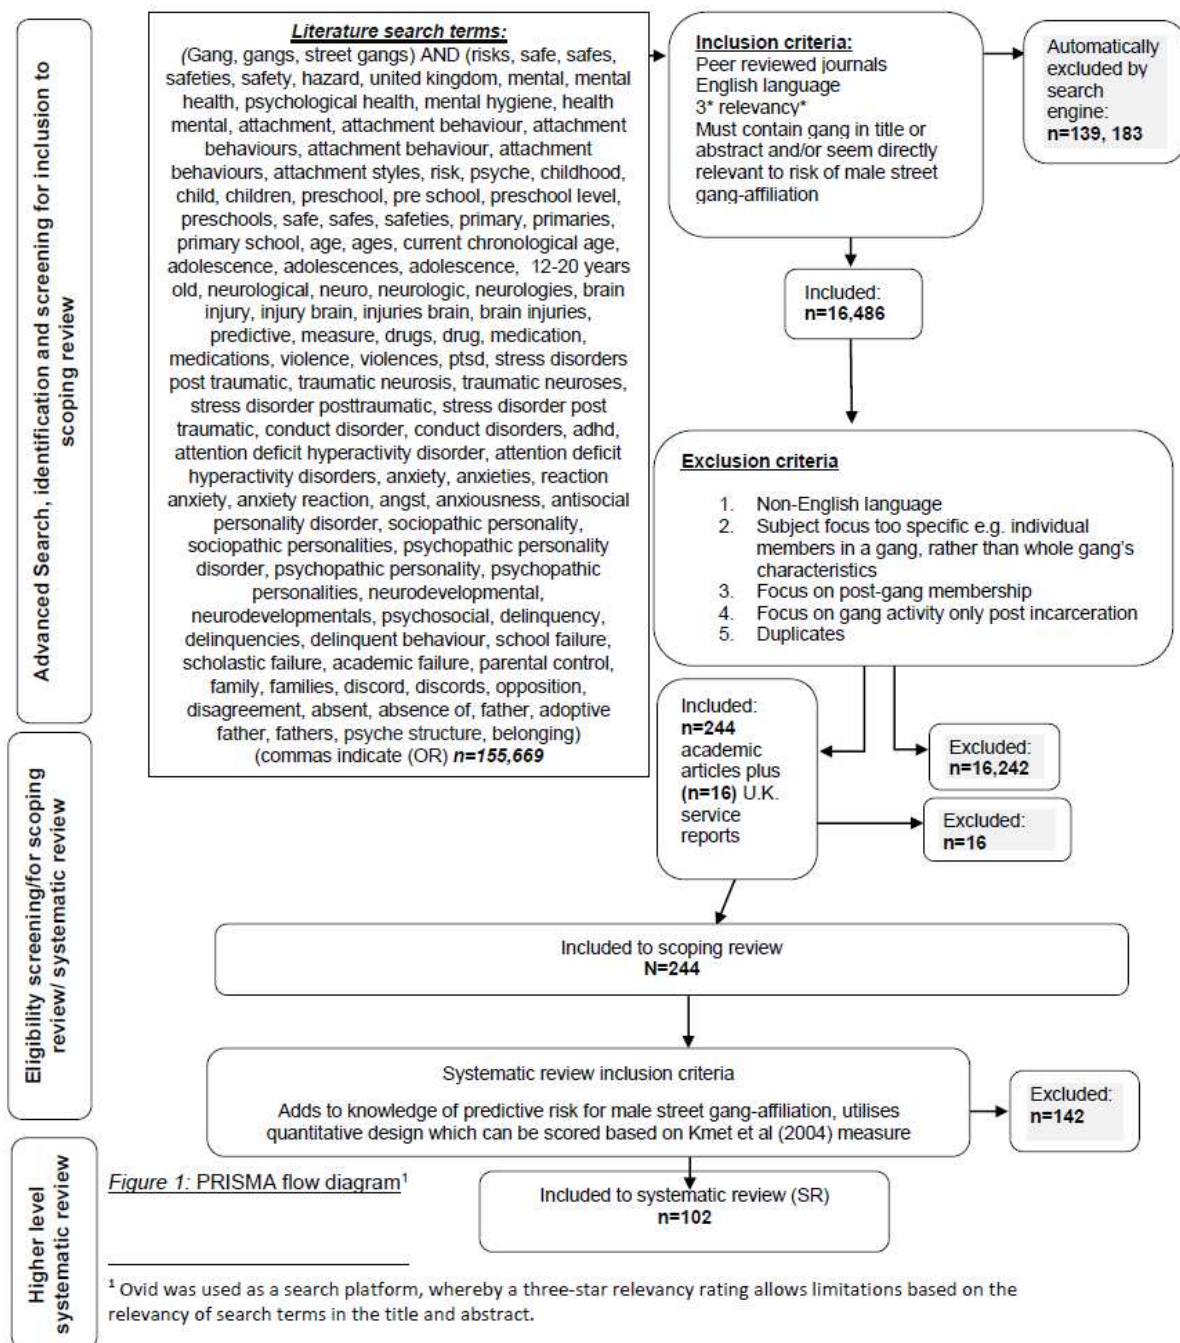 Advanced Search, identification and screening for inclusion to
scoping review
Literature search terms:
(Gang, gangs, street gangs) AND (risks, safe, safes,
safeties, safety, hazard, united kingdom, mental, mental
health, psychological health, mental hygiene, health
mental, attachment, attachment behaviour, attachment
behaviours, attachment behaviour, attachment
behaviours, attachment styles, risk, psyche, childhood,
child, children, preschool, pre school, preschool level,
preschools, safe, safes, safeties, primary, primaries,
primary school, age, ages, current chronological age,
adolescence, adolescences, adolescence, 12-20 years
old, neurological, neuro, neurologic, neurologies, brain
injury, injury brain, injuries brain, brain injuries,
predictive, measure, drugs, drug, medication,
medications, violence, violences, ptsd, stress disorders
post traumatic, traumatic neurosis, traumatic neuroses,
stress disorder posttraumatic, stress disorder post
traumatic, conduct disorder, conduct disorders, adhd,
attention deficit hyperactivity disorder, attention deficit
hyperactivity disorders, anxiety, anxieties, reaction
anxiety, anxiety reaction, angst, anxiousness, antisocial
personality disorder, sociopathic personality,
sociopathic personalities, psychopathic personality
disorder, psychopathic personality, psychopathic
personalities, neurodevelopmental,
neurodevelopmentals, psychosocial, delinquency,
delinquencies, delinquent behaviour, school failure,
scholastic failure, academic failure, parental control,
family, families, discord, discords, opposition,
disagreement, absent, absence of, father, adoptive
father, fathers, psyche structure, belonging)
(commas indicate (OR) n=155,669
Inclusion criteria:
Peer reviewed journals
English language
3* relevancy*
Must contain gang in title or
abstract and/or seem directly
relevant to risk of male street
gang-affiliation
Automatically
excluded by
search
engine:
n=139, 183
Included:
n=16,486
Exclusion criteria
1. Non-English language
2. Subject focus too specific e.g. individual
members in a gang, rather than whole gang's
characteristics
3. Focus on post-gang membership
4. Focus on gang activity only post incarceration
5. Duplicates
Eligibility screening/for scoping
review/ systematic review
Included:
n=244
academic
articles plus
(n=16) U.K.
service
reports
Excluded:
n=16,242
Excluded:
n=16
Included to scoping review
N=244
Systematic review inclusion criteria
Adds to knowledge of predictive risk for male street gang-affiliation, utilises
quantitative design which can be scored based on Kmet et al (2004) measure
Excluded:
n=142
Higher level
systematic review
Figure 1: PRISMA flow diagram1
Included to systematic review (SR)
n=102
1 Ovid was used as a search platform, whereby a three-star relevancy rating allows limitations based on the
relevancy of search terms in the title and abstract.